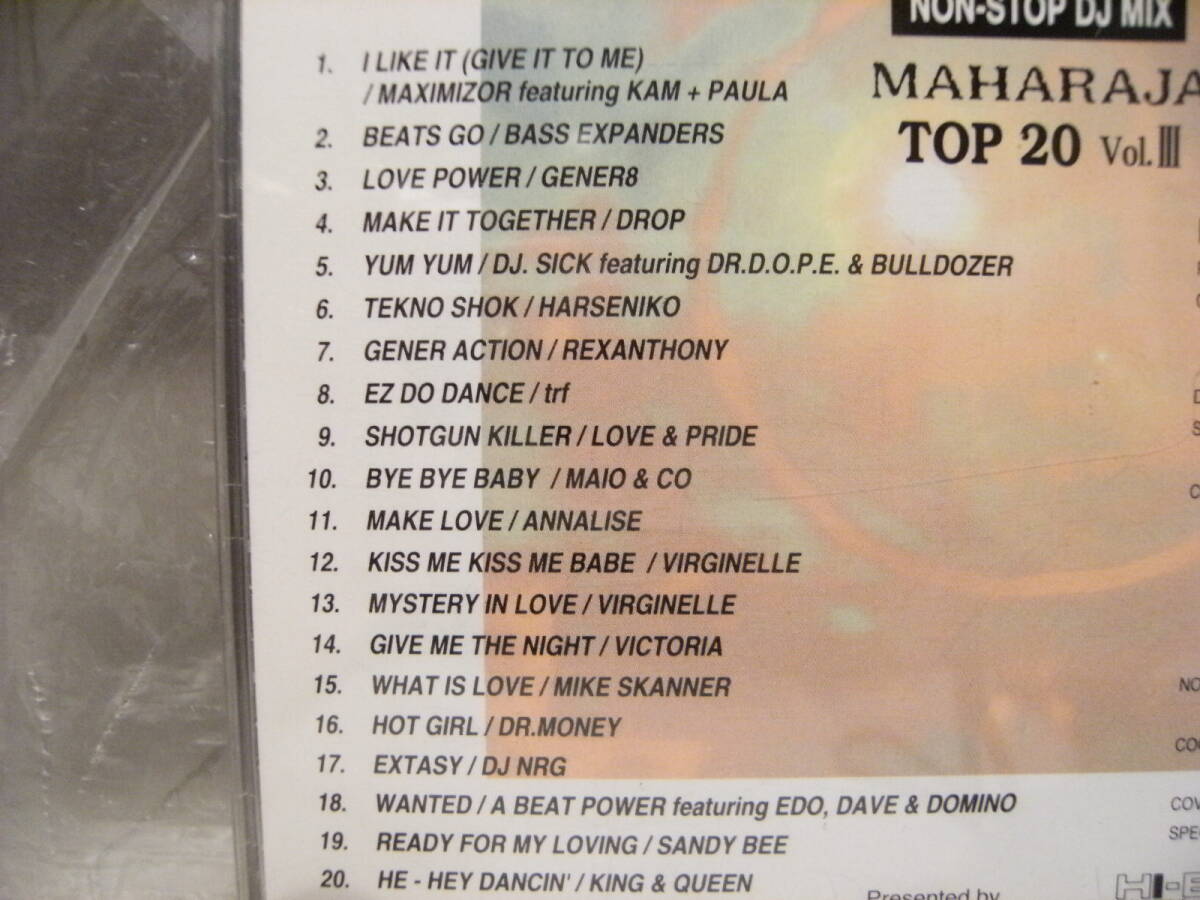 NON-STOP DJ MIX
MAHARAJA
TOP 20 Vol.III
1. I LIKE IT (GIVE IT TO ME)
/ MAXIMIZOR featuring KAM + PAULA
2. BEATS GO / BASS EXPANDERS
3. LOVE POWER / GENER8
4. MAKE IT TOGETHER / DROP
5. YUM YUM / DJ. SICK featuring DR.D.O.P.E. & BULLDOZER
6. TEKNO SHOK / HARSENIKO
7. GENER ACTION / REXANTHONY
8. EZ DO DANCE / trf
9. SHOTGUN KILLER / LOVE & PRIDE
10. BYE BYE BABY / MAIO & CO
11. MAKE LOVE / ANNALISE
12. KISS ME KISS ME BABE / VIRGINELLE
13. MYSTERY IN LOVE / VIRGINELLE
14. GIVE ME THE NIGHT / VICTORIA
15. WHAT IS LOVE / MIKE SKANNER
16. HOT GIRL / DR.MONEY
17. EXTASY / DJ NRG
18. WANTED / A BEAT POWER featuring EDO, DAVE & DOMINO
19. READY FOR MY LOVING / SANDY BEE
20. HE - HEY DANCIN' / KING & QUEEN
NO
COV
SPE
Presented by
HI-E